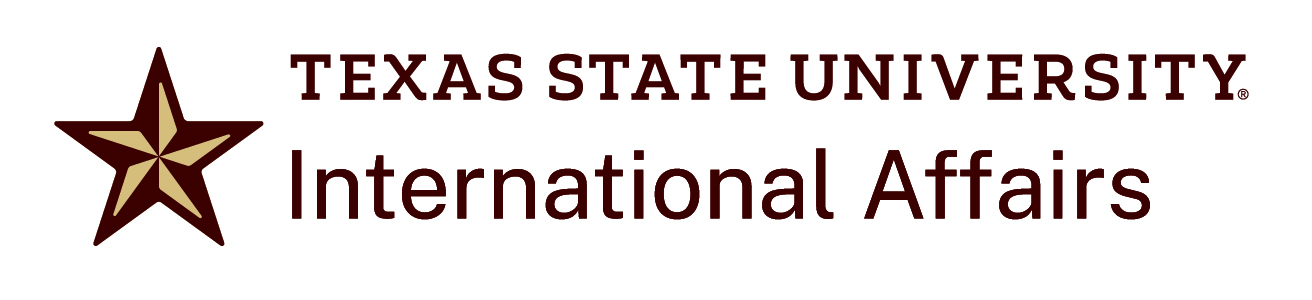 TEXAS STATE UNIVERSITY®
International Affairs